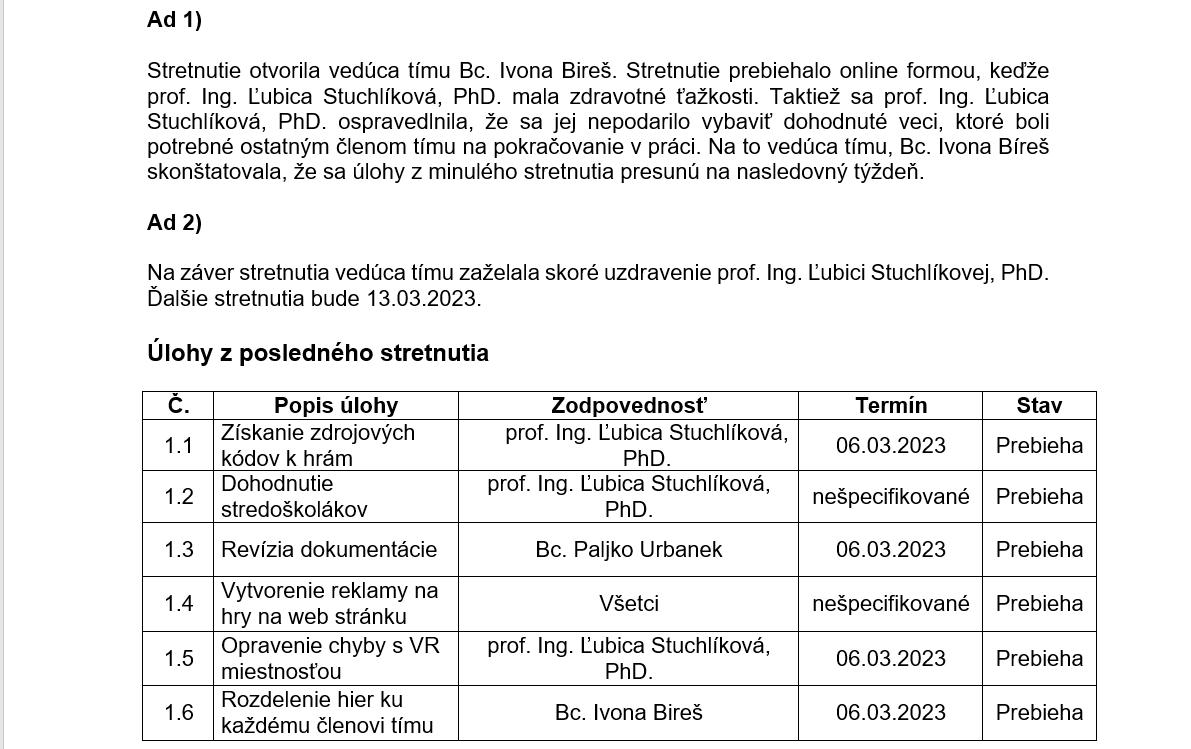 Ad 1)
Stretnutie otvorila vedúca tímu Bc. Ivona Bireš. Stretnutie prebiehalo online formou, keďže
prof. Ing. Ľubica Stuchlíková, PhD. mala zdravotné ťažkosti. Taktiež sa prof. Ing. Ľubica
Stuchlíková, PhD. ospravedlnila, že sa jej nepodarilo vybaviť dohodnuté veci, ktoré boli
potrebné ostatným členom tímu na pokračovanie v práci. Na to vedúca tímu, Bc. Ivona Bíreš
skonštatovala, že sa úlohy z minulého stretnutia presunú na nasledovný týždeň.
Ad 2)
Na záver stretnutia vedúca tímu zaželala skoré uzdravenie prof. Ing. Ľubici Stuchlíkovej, PhD.
Ďalšie stretnutia bude 13.03.2023.
Úlohy z posledného stretnutia
Č. Popis úlohy Zodpovednosť Termín Stav
1.1 Získanie zdrojových kódov k hrám prof. Ing. Ľubica Stuchlíková, PhD. 06.03.2023 Prebieha
1.2 Dohodnutie stredoškolákov prof. Ing. Ľubica Stuchlíková, PhD. nešpecifikované Prebieha
1.3 Revízia dokumentácie Bc. Paljko Urbanek 06.03.2023 Prebieha
1.4 Vytvorenie reklamy na hry na web stránku Všetci nešpecifikované Prebieha
1.5 Opravenie chyby s VR miestnosťou prof. Ing. Ľubica Stuchlíková, PhD. 06.03.2023 Prebieha
1.6 Rozdelenie hier ku každému členovi tímu Bc. Ivona Bireš 06.03.2023 Prebieha